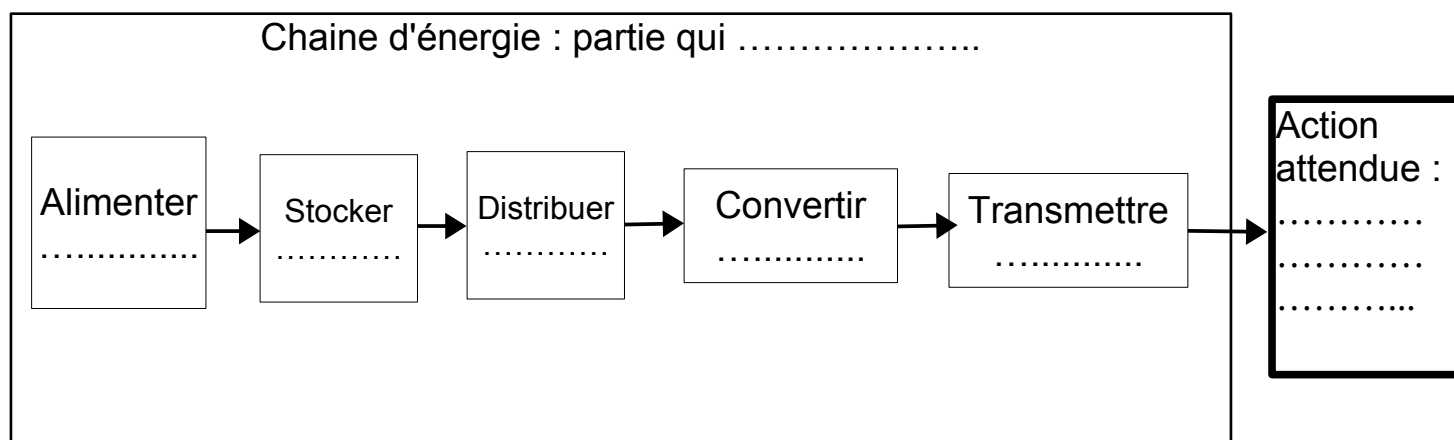 Chaine d'énergie : partie qui …………………..
Alimenter
…...........…
Stocker
…………
Distribuer
…………
Convertir
…...........
Transmettre
…...........
Action
attendue :
…………
…………
………...